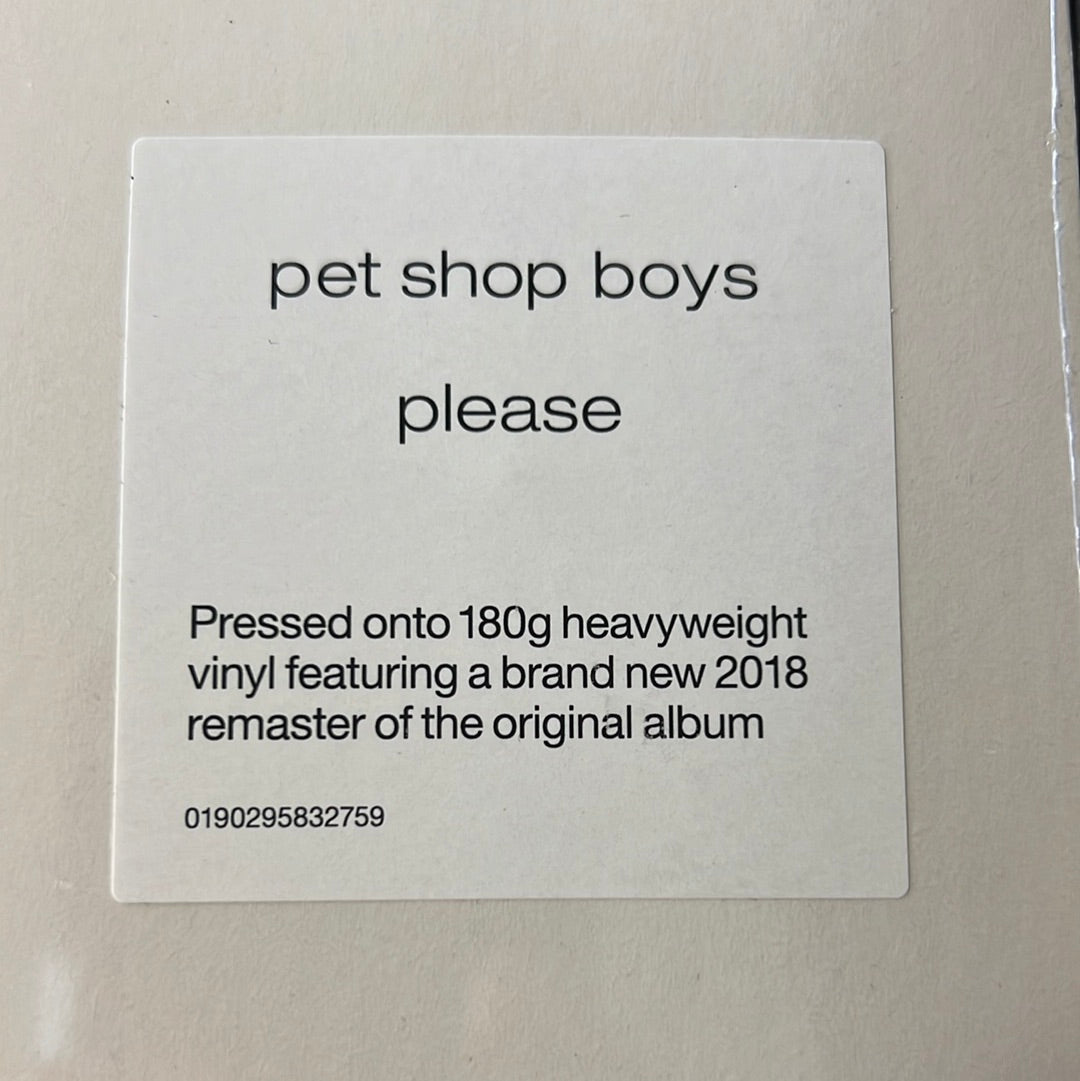 pet shop boys
please
Pressed onto 180g heavyweight
vinyl featuring a brand new 2018
remaster of the original album
0190295832759